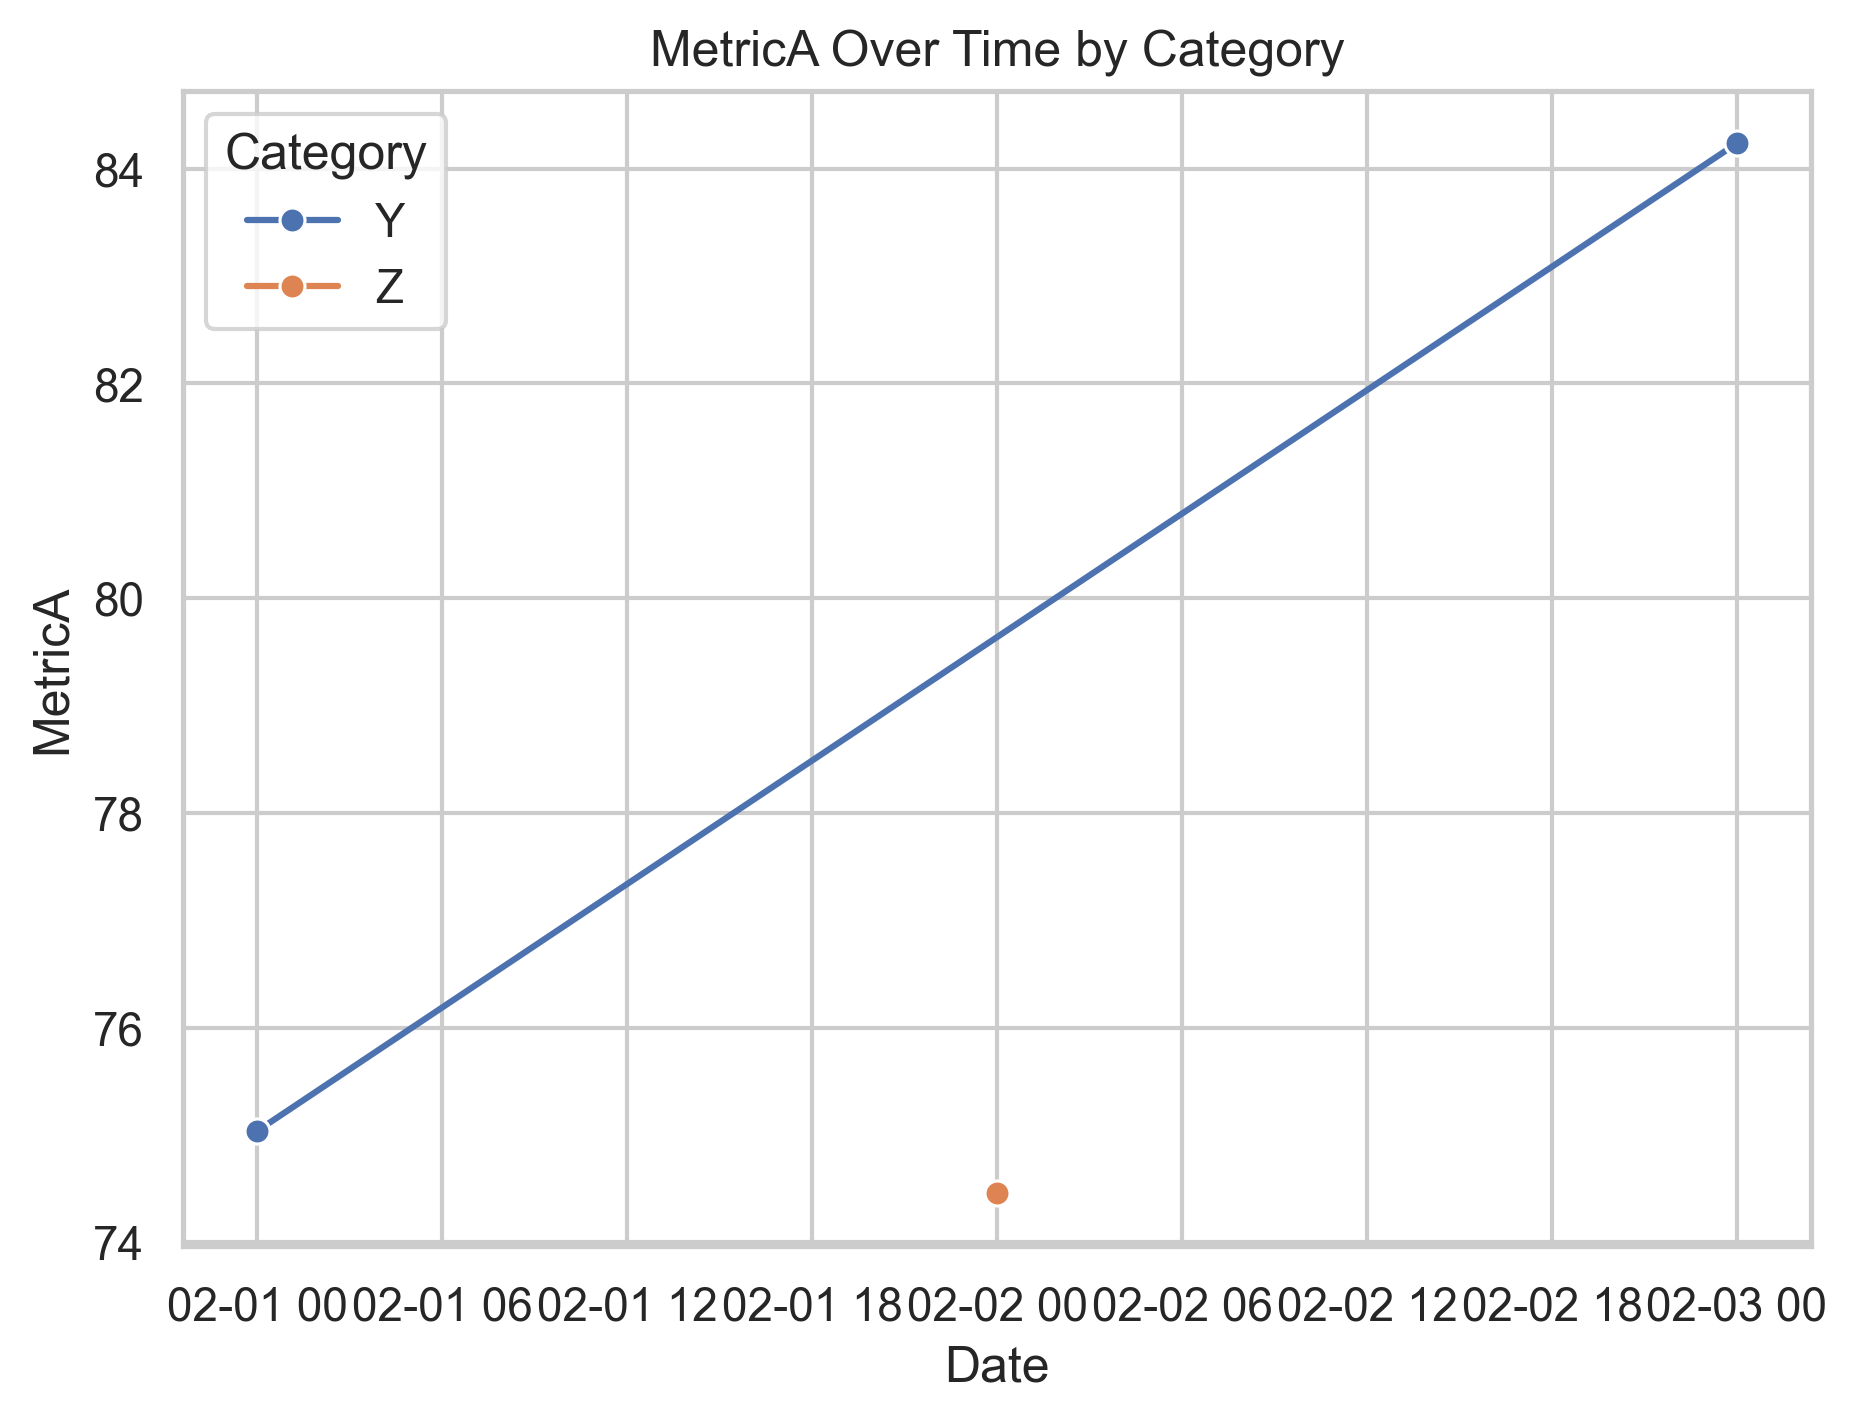 MetricA Over Time by Category
Category
Y
Z
84
82
80
78
76
74
MetricA
02-01 00 02-01 06 02-01 12 02-01 18 02-02 00 02-02 06 02-02 12 02-02 18 02-03 00
Date